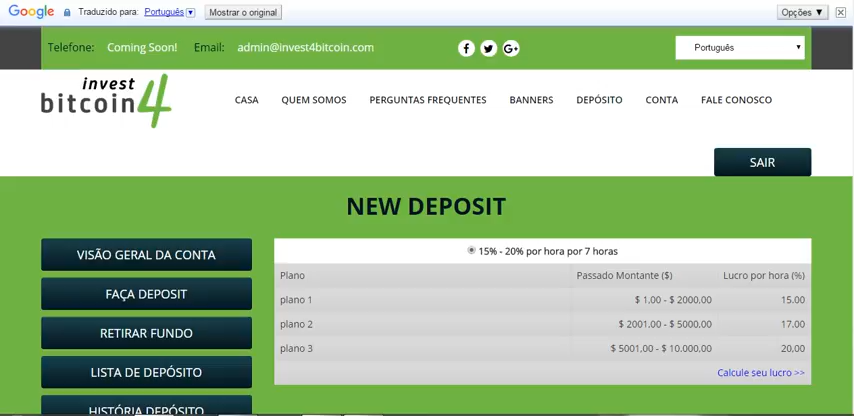 Google Traduzido para: Português Mostrar o original Opções ▼
Telefone: Coming Soon! Email: admin@invest4bitcoin.com Português
invest
bitcoin 4
CASA QUEM SOMOS PERGUNTAS FREQUENTES BANNERS DEPÓSITO CONTA FALE CONOSCO
SAIR
NEW DEPOSIT
VISÃO GERAL DA CONTA
FAÇA DEPOSIT
RETIRAR FUNDO
LISTA DE DEPÓSITO
HISTÓRIA DEPÓSITO
15% - 20% por hora por 7 horas
Plano Passado Montante ($) Lucro por hora (%)
plano 1 $ 1.00 - $ 2000.00 15.00
plano 2 $ 2001.00 - $ 5000.00 17.00
plano 3 $ 5001,00 - $ 10.000.00 20,00
Calcule seu lucro >>